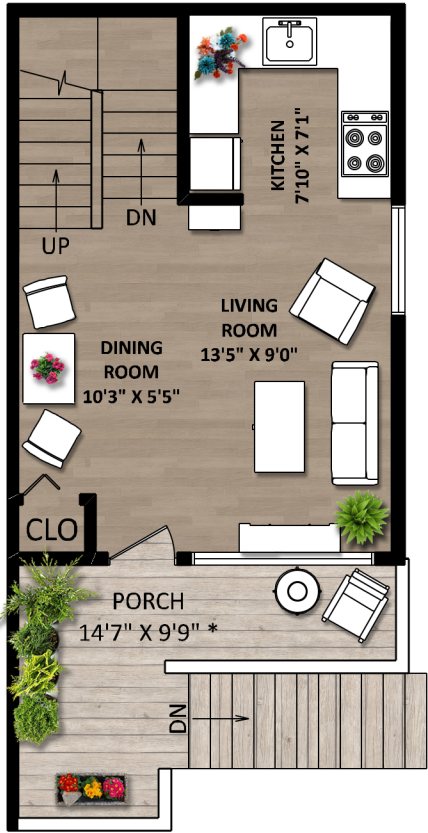 KITCHEN
7'10" X 7'1"
DN
UP
LIVING
ROOM
13'5" X 9'0"
DINING
ROOM
10'3" X 5'5"
CLO
PORCH
14'7" X 9'9" *
DN